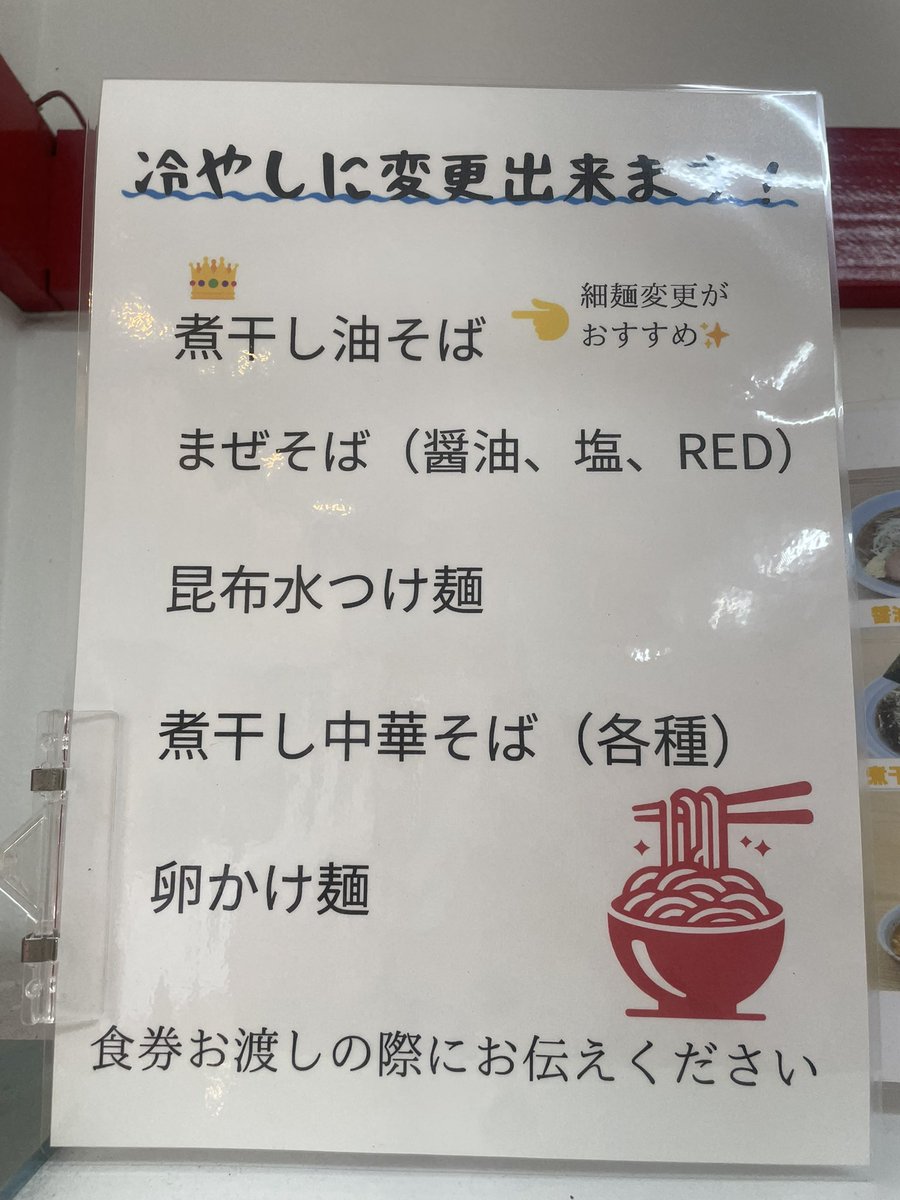 冷やしに変更出来ます!
煮干し油そば
細麺変更が
おすすめ
まぜそば（醤油、塩、RED）
昆布水つけ麺
煮干し中華そば（各種）
卵かけ麺
食券お渡しの際にお伝えください